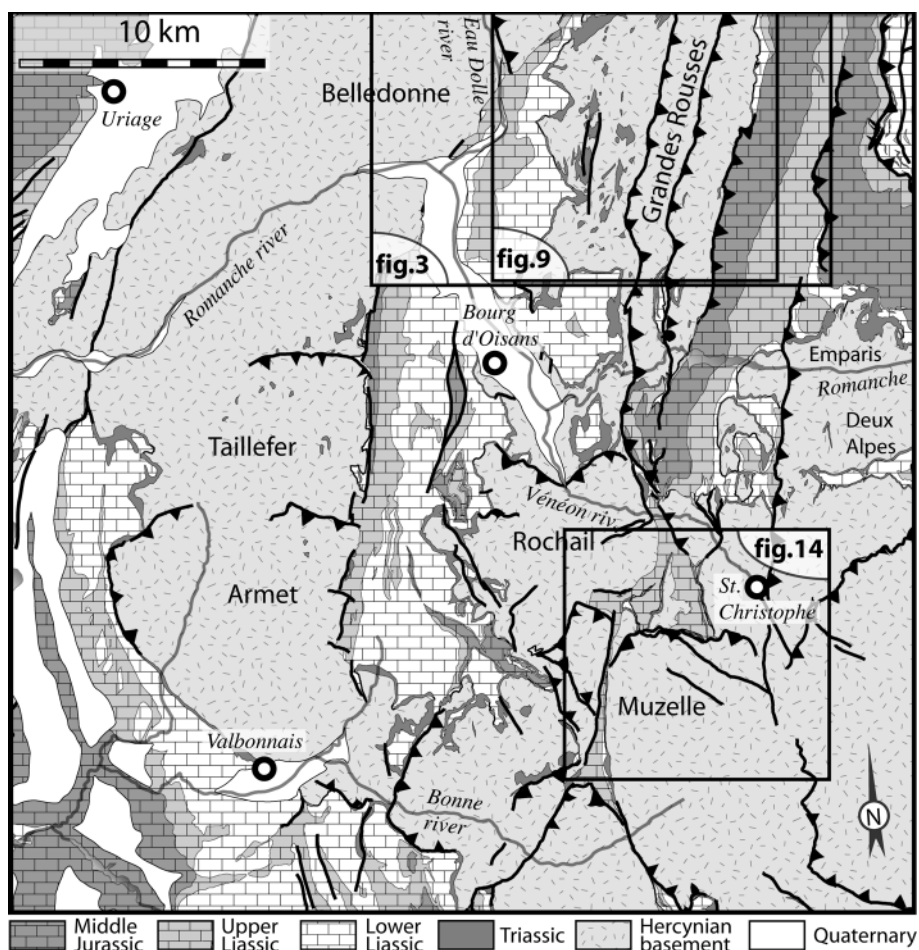 10 km
Uriage
Belledonne
Eau Dolle
river
Grandes Rousses
fig.3
fig.9
Romanche river
Bourg
d'Oisans
Emparis
Romanche
Deux
Alpes
Taillefer
Vénéon riv.
Rochail
fig.14
St.
Christophe
Armet
Muzelle
Valbonnais
Bonne
river
N
Middle
Jurassic
Upper
Liassic
Lower
Liassic
Triassic
Hercynian
basement
Quaternary